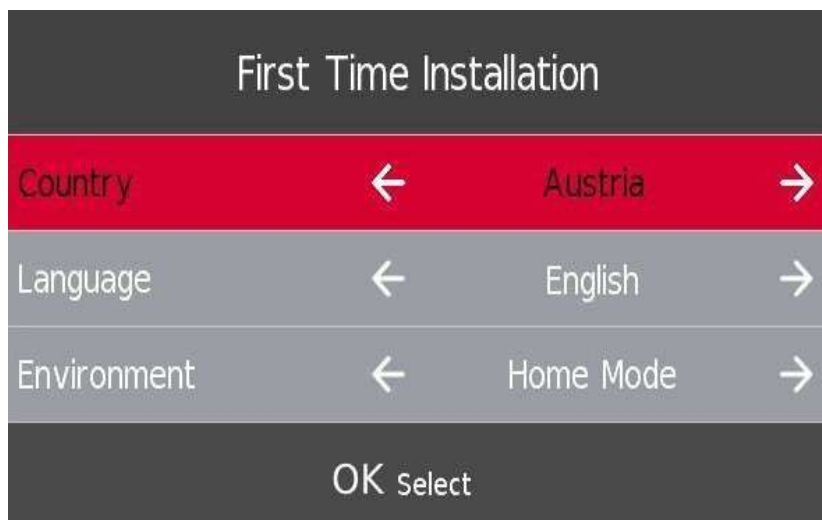 First Time Installation
Country ← Austria →
Language ← English →
Environment ← Home Mode →
OK Select